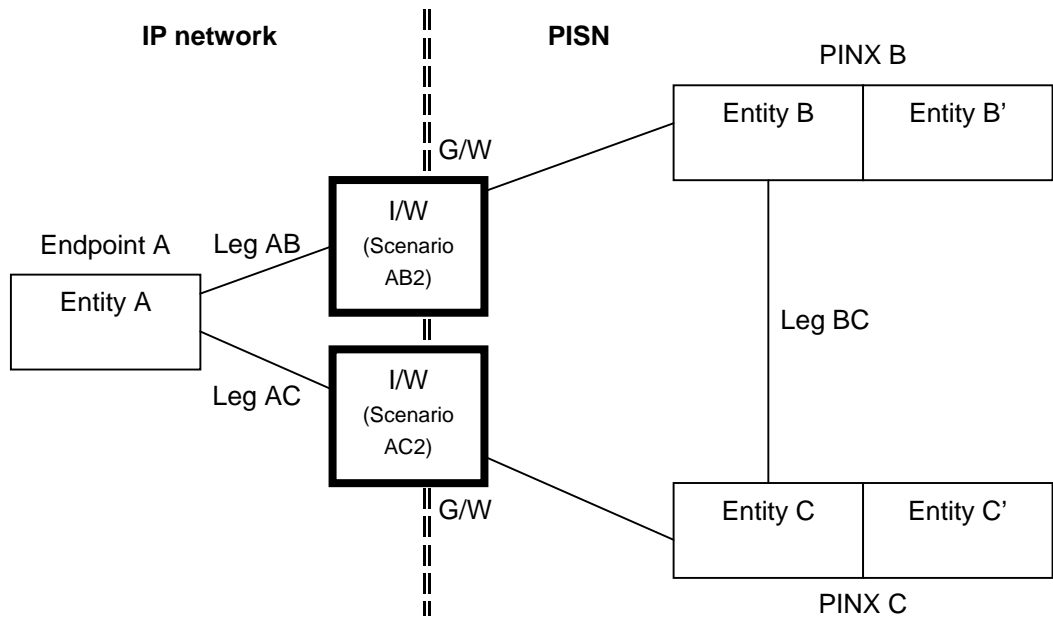 IP network
PISN
PINX B
Entity B
Entity B’
G/W
I/W
(Scenario
AB2)
Endpoint A
Leg AB
Entity A
Leg BC
Leg AC
I/W
(Scenario
AC2)
G/W
Entity C
Entity C’
PINX C